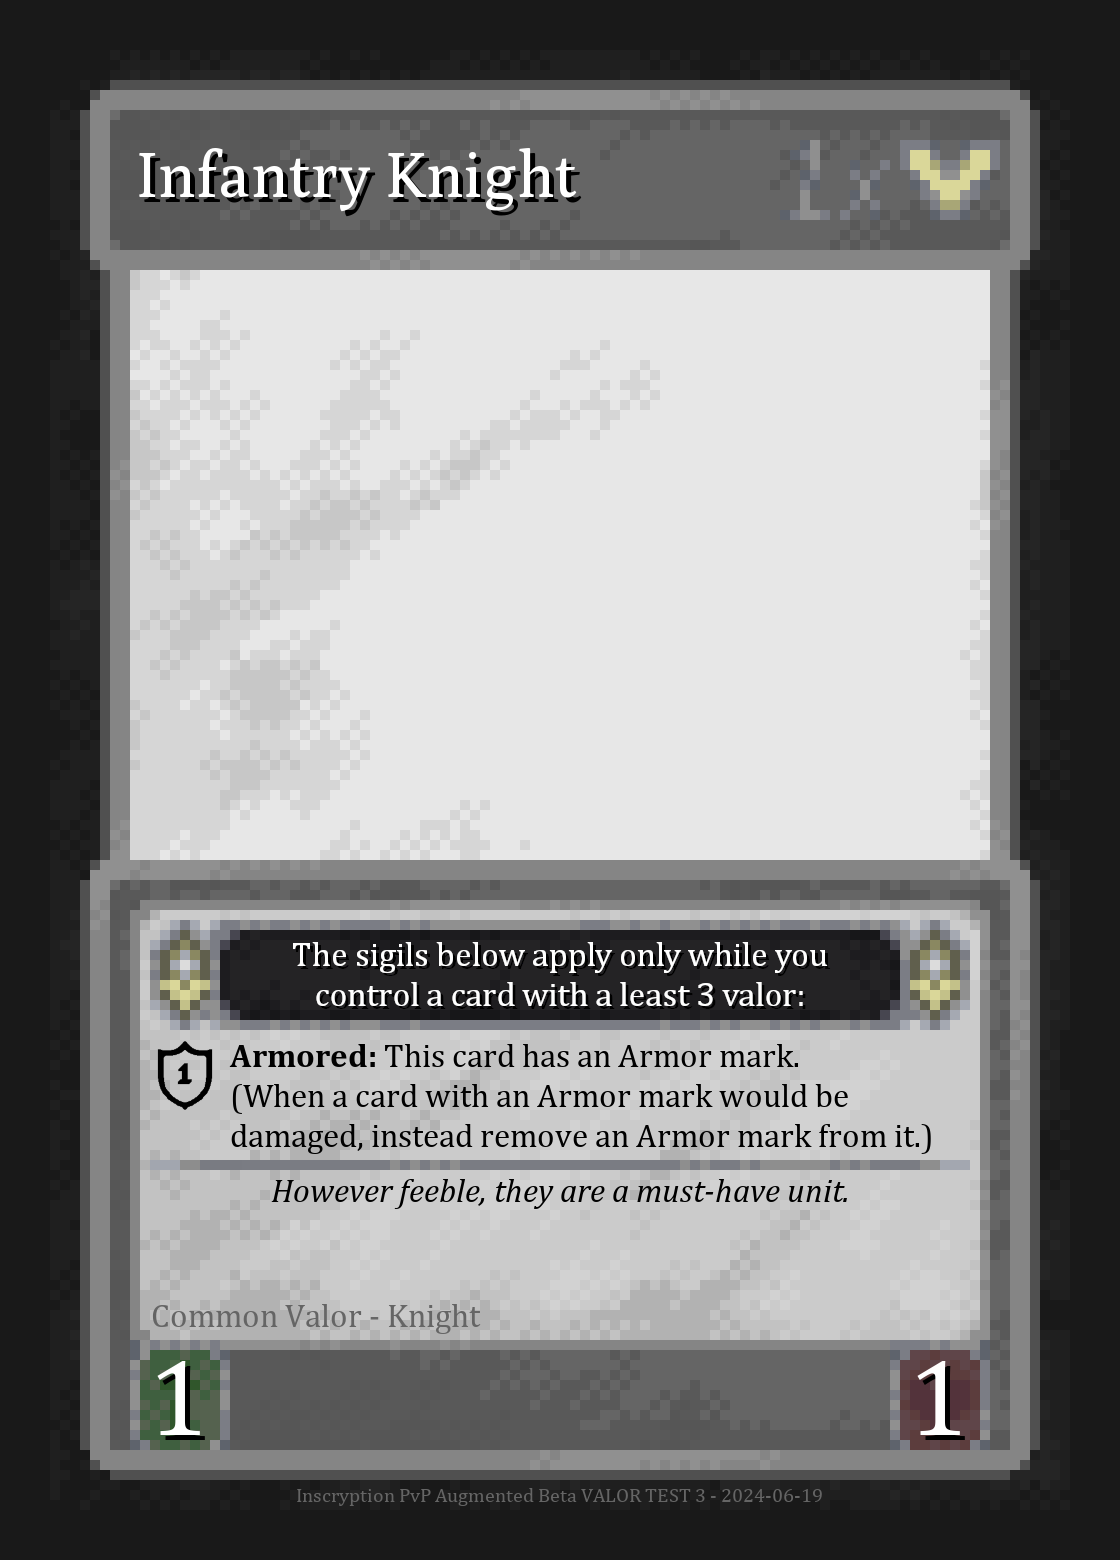 Infantry Knight 1x
The sigils below apply only while you
control a card with a least 3 valor:
1
Armored: This card has an Armor mark.
(When a card with an Armor mark would be
damaged, instead remove an Armor mark from it.)
However feeble, they are a must-have unit.
Common Valor - Knight
1 1
Inscryption PvP Augmented Beta VALOR TEST 3 - 2024-06-19